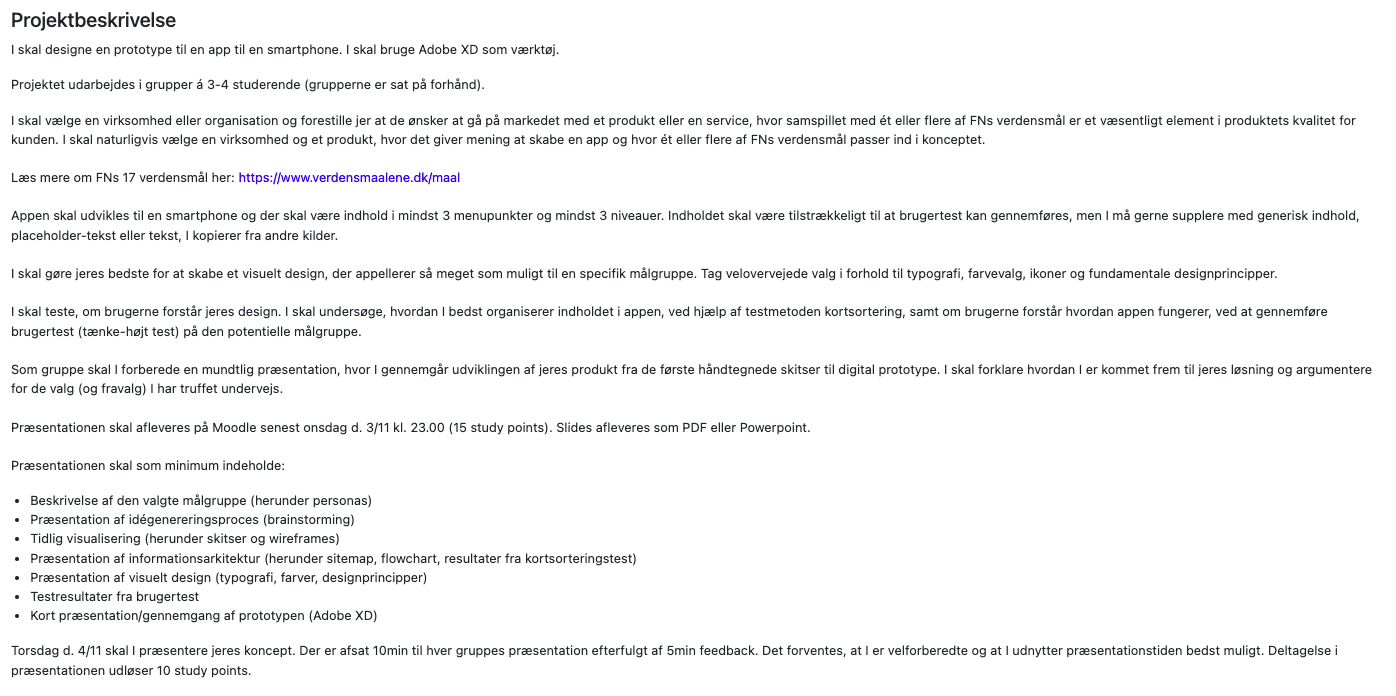 Projektbeskrivelse
I skal designe en prototype til en app til en smartphone. I skal bruge Adobe XD som værktøj.
Projektet udarbejdes i grupper á 3-4 studerende (grupperne er sat på forhånd).
I skal vælge en virksomhed eller organisation og forestille jer at de ønsker at gå på markedet med et produkt eller en service, hvor samspillet med ét eller flere af FNs verdensmål er et væsentligt element i produktets kvalitet for
kunden. I skal naturligvis vælge en virksomhed og et produkt, hvor det giver mening at skabe en app og hvor ét eller flere af FNs verdensmål passer ind i konceptet.
Læs mere om FNs 17 verdensmål her: https://www.verdensmaalene.dk/maal
Appen skal udvikles til en smartphone og der skal være indhold i mindst 3 menupunkter og mindst 3 niveauer. Indholdet skal være tilstrækkeligt til at brugertest kan gennemføres, men I må gerne supplere med generisk indhold,
placeholder-tekst eller tekst, I kopierer fra andre kilder.
I skal gøre jeres bedste for at skabe et visuelt design, der appellerer så meget som muligt til en specifik målgruppe. Tag velovervejede valg i forhold til typografi, farvevalg, ikoner og fundamentale designprincipper.
I skal teste, om brugerne forstår jeres design. I skal undersøge, hvordan I bedst organiserer indholdet i appen, ved hjælp af testmetoden kortsortering, samt om brugerne forstår hvordan appen fungerer, ved at gennemføre
brugertest (tænke-højt test) på den potentielle målgruppe.
Som gruppe skal I forberede en mundtlig præsentation, hvor I gennemgår udviklingen af jeres produkt fra de første håndtegnede skitser til digital prototype. I skal forklare hvordan I er kommet frem til jeres løsning og argumentere
for de valg (og fravalg) I har truffet undervejs.
Præsentationen skal afleveres på Moodle senest onsdag d. 3/11 kl. 23.00 (15 study points). Slides afleveres som PDF eller Powerpoint.
Præsentationen skal som minimum indeholde:
• Beskrivelse af den valgte målgruppe (herunder personas)
• Præsentation af idégenereringsproces (brainstorming)
• Tidlig visualisering (herunder skitser og wireframes)
• Præsentation af informationsarkitektur (herunder sitemap, flowchart, resultater fra kortsorteringstest)
• Præsentation af visuelt design (typografi, farver, designprincipper)
• Testresultater fra brugertest
• Kort præsentation/gennemgang af prototypen (Adobe XD)
Torsdag d. 4/11 skal I præsentere jeres koncept. Der er afsat 10min til hver gruppes præsentation efterfulgt af 5min feedback. Det forventes, at I er velforberedte og at I udnytter præsentationstiden bedst muligt. Deltagelse i
præsentationen udløser 10 study points.